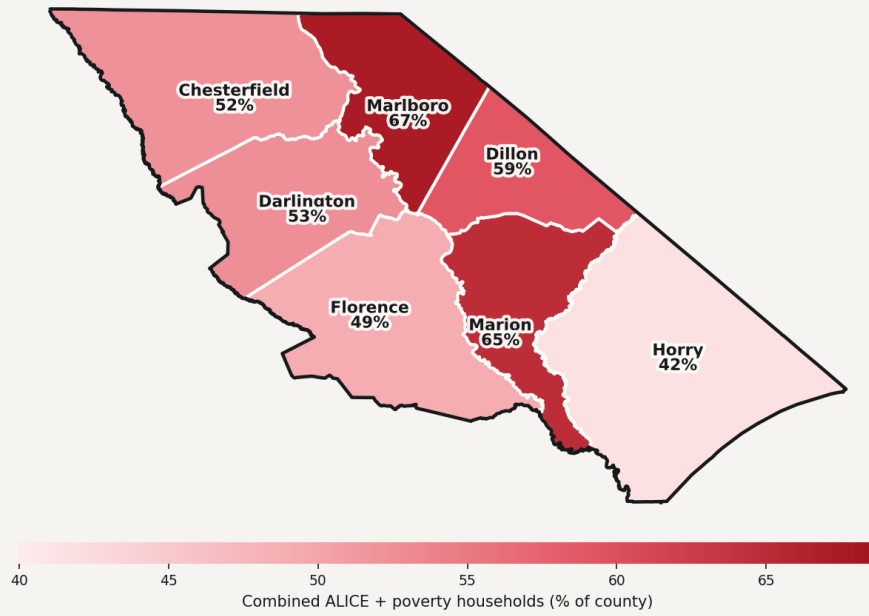 Chesterfield
52%
Marlboro
67%
Dillon
59%
Darlington
53%
Florence
49%
Marion
65%
Horry
42%
40 45 50 55 60 65
Combined ALICE + poverty households (% of county)